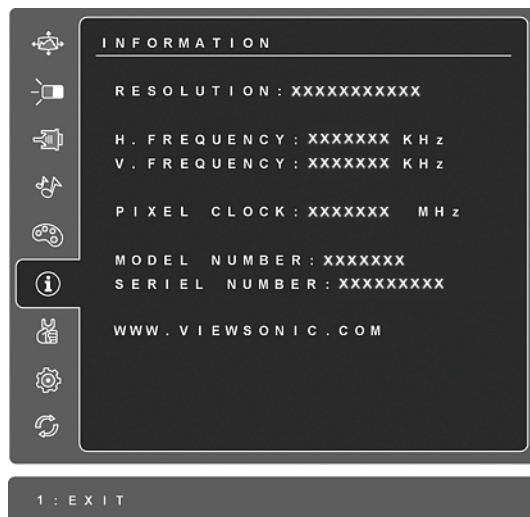 INFORMATION
RESOLUTION: XXXXXXXXXXX
H. FREQUENCY: XXXXXXX KHz
V. FREQUENCY: XXXXXXX KHz
PIXEL CLOCK: XXXXXXX MHz
MODEL NUMBER: XXXXXXX
SERIEL NUMBER: XXXXXXXXX
WWW.VIEWSONIC.COM
1: EXIT